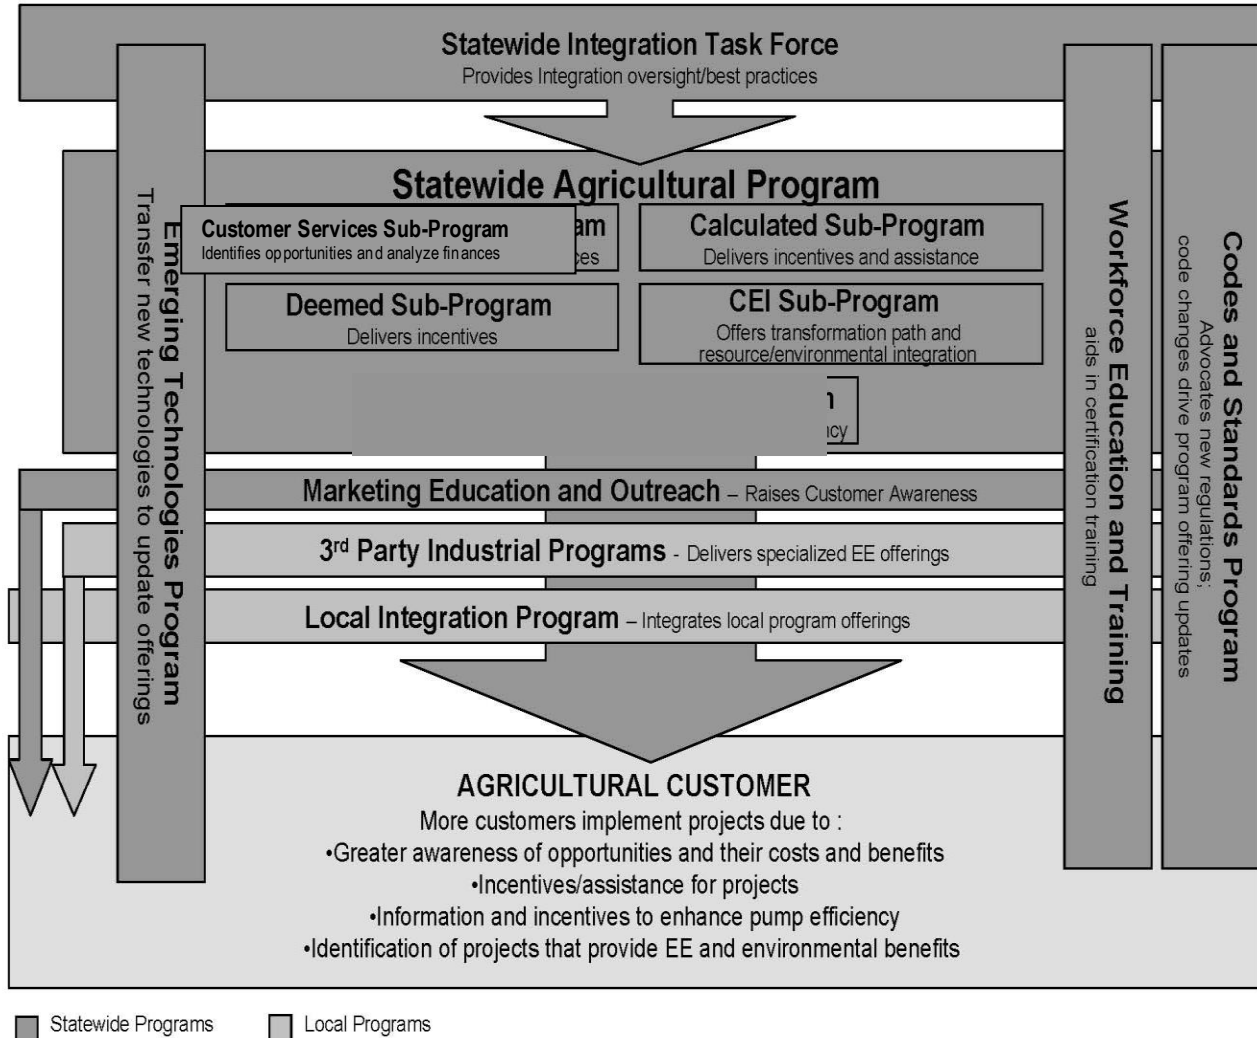 Statewide Integration Task Force
Provides Integration oversight/best practices
Statewide Agricultural Program
Customer Services Sub-Program
Identifies opportunities and analyze finances
am
ces
Calculated Sub-Program
Delivers incentives and assistance
Deemed Sub-Program
Delivers incentives
CEI Sub-Program
Offers transformation path and
resource/environmental integration
n
ncy
Marketing Education and Outreach – Raises Customer Awareness
3rd Party Industrial Programs - Delivers specialized EE offerings
Local Integration Program – Integrates local program offerings
Emerging Technologies Program
Transfer new technologies to update offerings
Workforce Education and Training
aids in certification training
Codes and Standards Program
Advocates new regulations;
code changes drive program offering updates
AGRICULTURAL CUSTOMER
More customers implement projects due to :
•Greater awareness of opportunities and their costs and benefits
•Incentives/assistance for projects
•Information and incentives to enhance pump efficiency
•Identification of projects that provide EE and environmental benefits
Statewide Programs
Local Programs